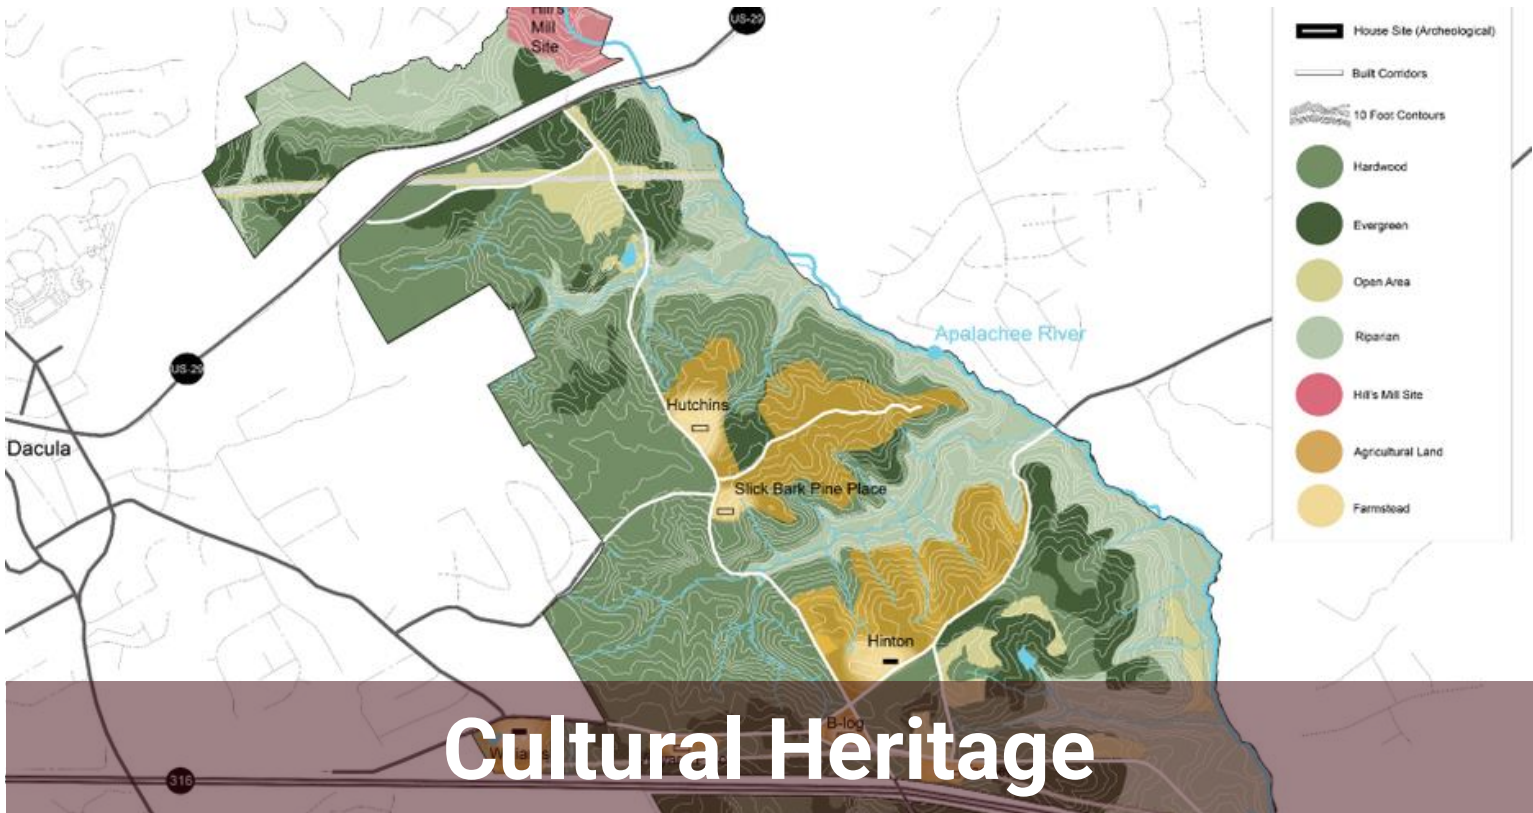 Hill's
Mill
Site
US-29
House Site (Archeological)
Built Corridors
10 Foot Contours
Hardwood
Evergreen
Open Area
Riparian
Hill's Mill Site
Agricultural Land
Farmstead
Apalachee River
US-29
Hutchins
Dacula
Slick Bark Pine Place
Hinton
B-log
316
Cultural Heritage